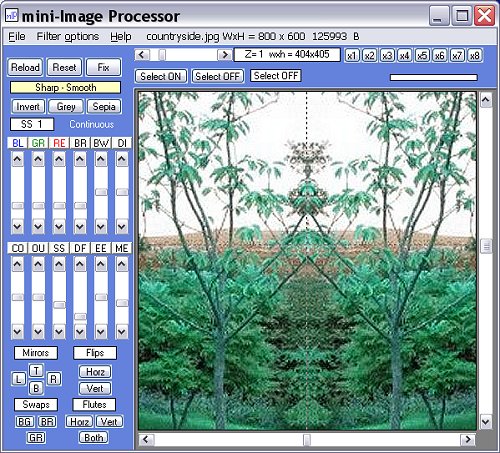 mini-Image Processor
File Filter options Help countryside.jpg WxH = 800 x 600 125993 B
Z= 1 wxh = 404x405 x1 x2 x3 x4 x5 x6 x7 x8
Reload Reset Fix
Select ON Select OFF Select OFF
Sharp - Smooth
Invert Grey Sepia
SS 1 Continuous
BL GR RE BR BW DI
CO OU SS DF EE ME
Mirrors Flips
L T B R
Horz
Vert
Swaps Flutes
BG BR Horz Vert
GR Both